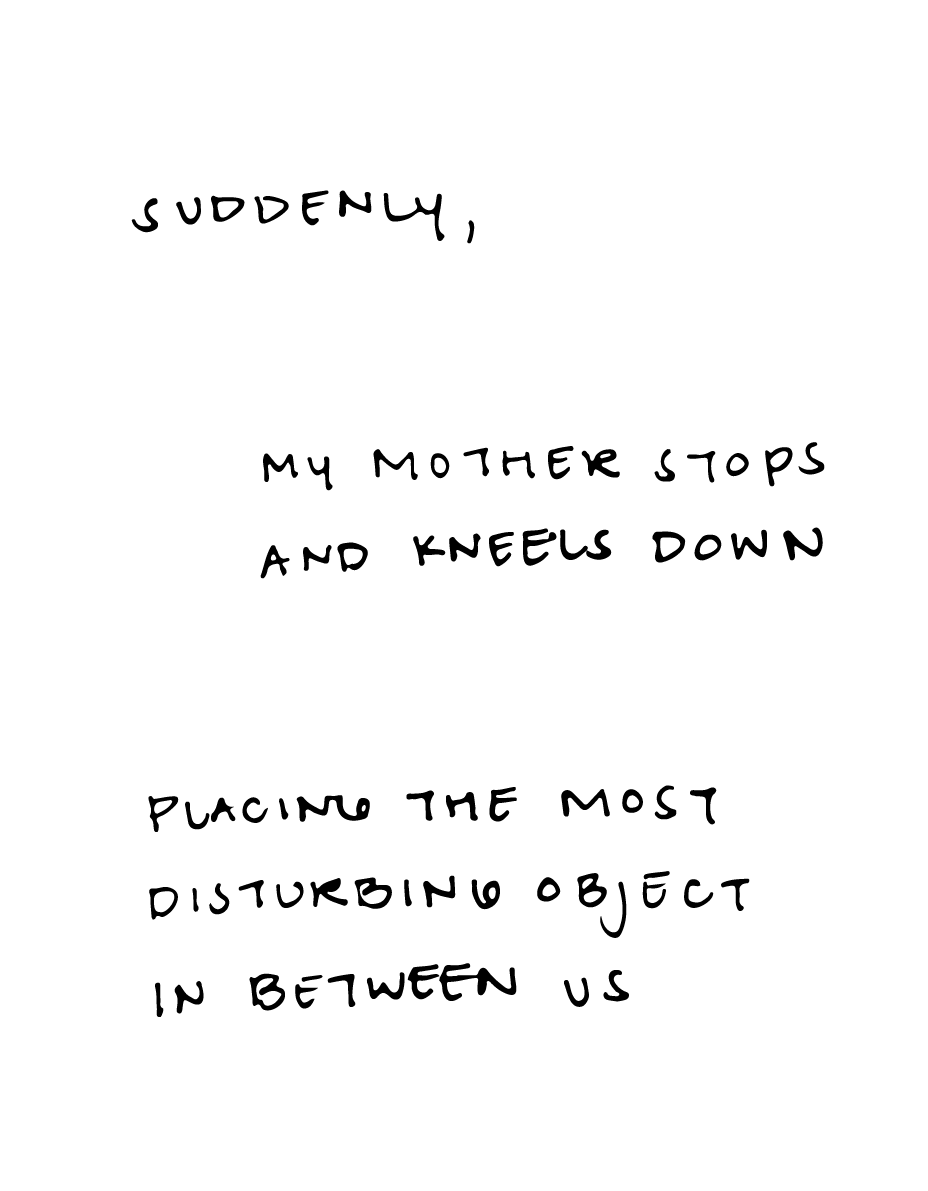 SUDDENLY,
MY MOTHER STOPS
AND KNEELS DOWN
PLACING THE MOST
DISTURBING OBJECT
IN BETWEEN US